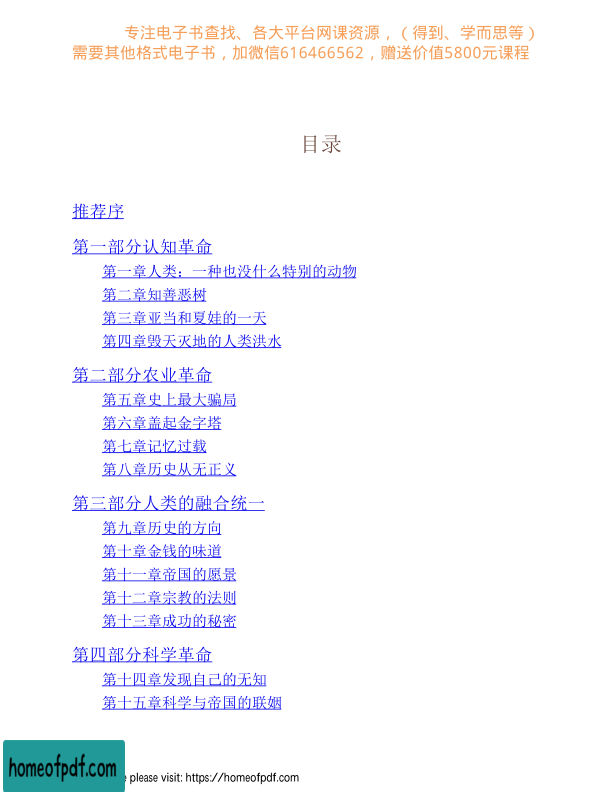 专注电子书查找、各大平台网课资源，（得到、学而思等）
需要其他格式电子书，加微信616466562，赠送价值5800元课程
目录
推荐序
第一部分认知革命
第一章人类：一种也没什么特别的动物
第二章知善恶树
第三章亚当和夏娃的一天
第四章毁天灭地的人类洪水
第二部分农业革命
第五章史上最大骗局
第六章盖起金字塔
第七章记忆过载
第八章历史从无正义
第三部分人类的融合统一
第九章历史的方向
第十章金钱的味道
第十一章帝国的愿景
第十二章宗教的法则
第十三章成功的秘密
第四部分科学革命
第十四章发现自己的无知
第十五章科学与帝国的联姻
homeofpdf.com
please visit: https://homeofpdf.com